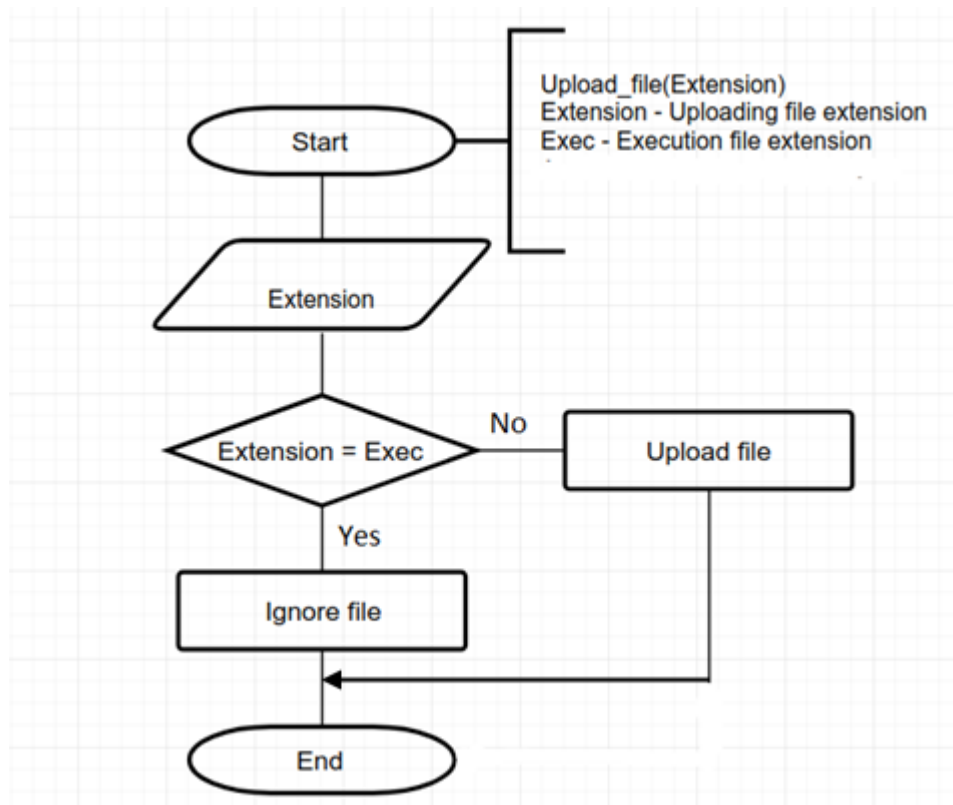 Start
Upload_file(Extension)
Extension - Uploading file extension
Exec - Execution file extension
Extension
Extension = Exec
No
Upload file
Yes
Ignore file
End